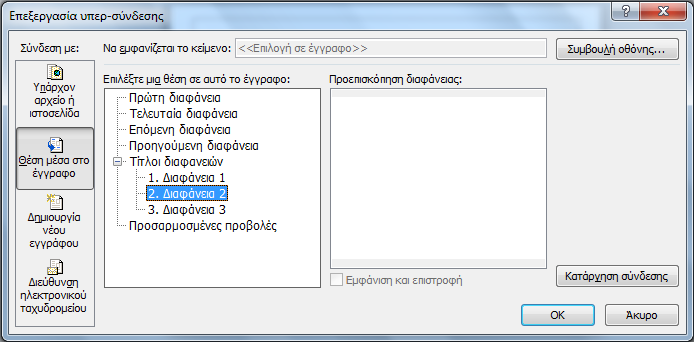 Επεξεργασία υπερ-σύνδεσης
Σύνδεση με:
Να εμφανίζεται το κείμενο:
<<Επιλογή σε έγγραφο>>
Συμβουλή οθόνης...
Υπάρχον
αρχείο ή
ιστοσελίδα
Θέση μέσα στο
έγγραφο
Δημιουργία
νέου
εγγράφου
Διεύθυνση
ηλεκτρονικού
ταχυδρομείου
Επιλέξτε μια θέση σε αυτό το έγγραφο:
Πρώτη διαφάνεια
Τελευταία διαφάνεια
Επόμενη διαφάνεια
Προηγούμενη διαφάνεια
Τίτλοι διαφανειών
1. Διαφάνεια 1
2. Διαφάνεια 2
3. Διαφάνεια 3
Προσαρμοσμένες προβολές
Προεπισκόπηση διαφάνειας:
Εμφάνιση και επιστροφή
Κατάρχηση σύνδεσης
OK
Άκυρο